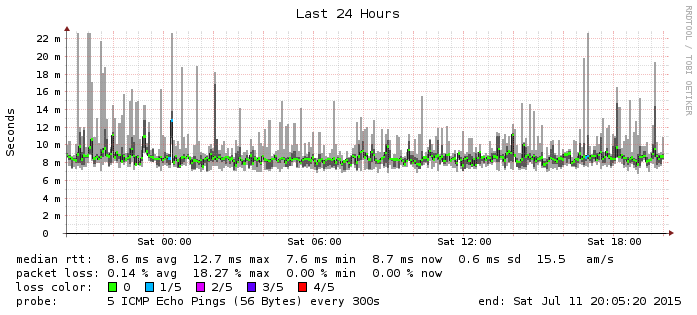 Last 24 Hours
RRDTOOL / TOBI OETIKER
Seconds
22 m
20 m
18 m
16 m
14 m
12 m
10 m
8 m
6 m
4 m
2 m
0
Sat 00:00 Sat 06:00 Sat 12:00 Sat 18:00
median rtt: 8.6 ms avg 12.7 ms max 7.6 ms min 8.7 ms now 0.6 ms sd 15.5 am/s
packet loss: 0.14 % avg 18.27 % max 0.00 % min 0.00 % now
loss color: 0 1/5 2/5 3/5 4/5
probe: 5 ICMP Echo Pings (56 Bytes) every 300s end: Sat Jul 11 20:05:20 2015